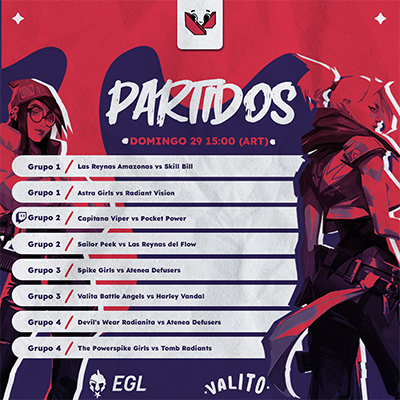 PARTIDOS
DOMINGO 29 15:00 (ART)
Grupo 1 / Las Reynas Amazonas vs Skill Bill
Grupo 1 / Astra Girls vs Radiant Vision
Grupo 2 / Capitana Viper vs Pocket Power
Grupo 2 / Sailor Peek vs Las Reynas del Flow
Grupo 3 / Spike Girls vs Atenea Defusers
Grupo 3 / Valita Battle Angels vs Harley Vandal
Grupo 4 / Devil's Wear Radianita vs Atenea Defusers
Grupo 4 / The Powerspike Girls vs Tomb Radiants
EGL
VALITO.